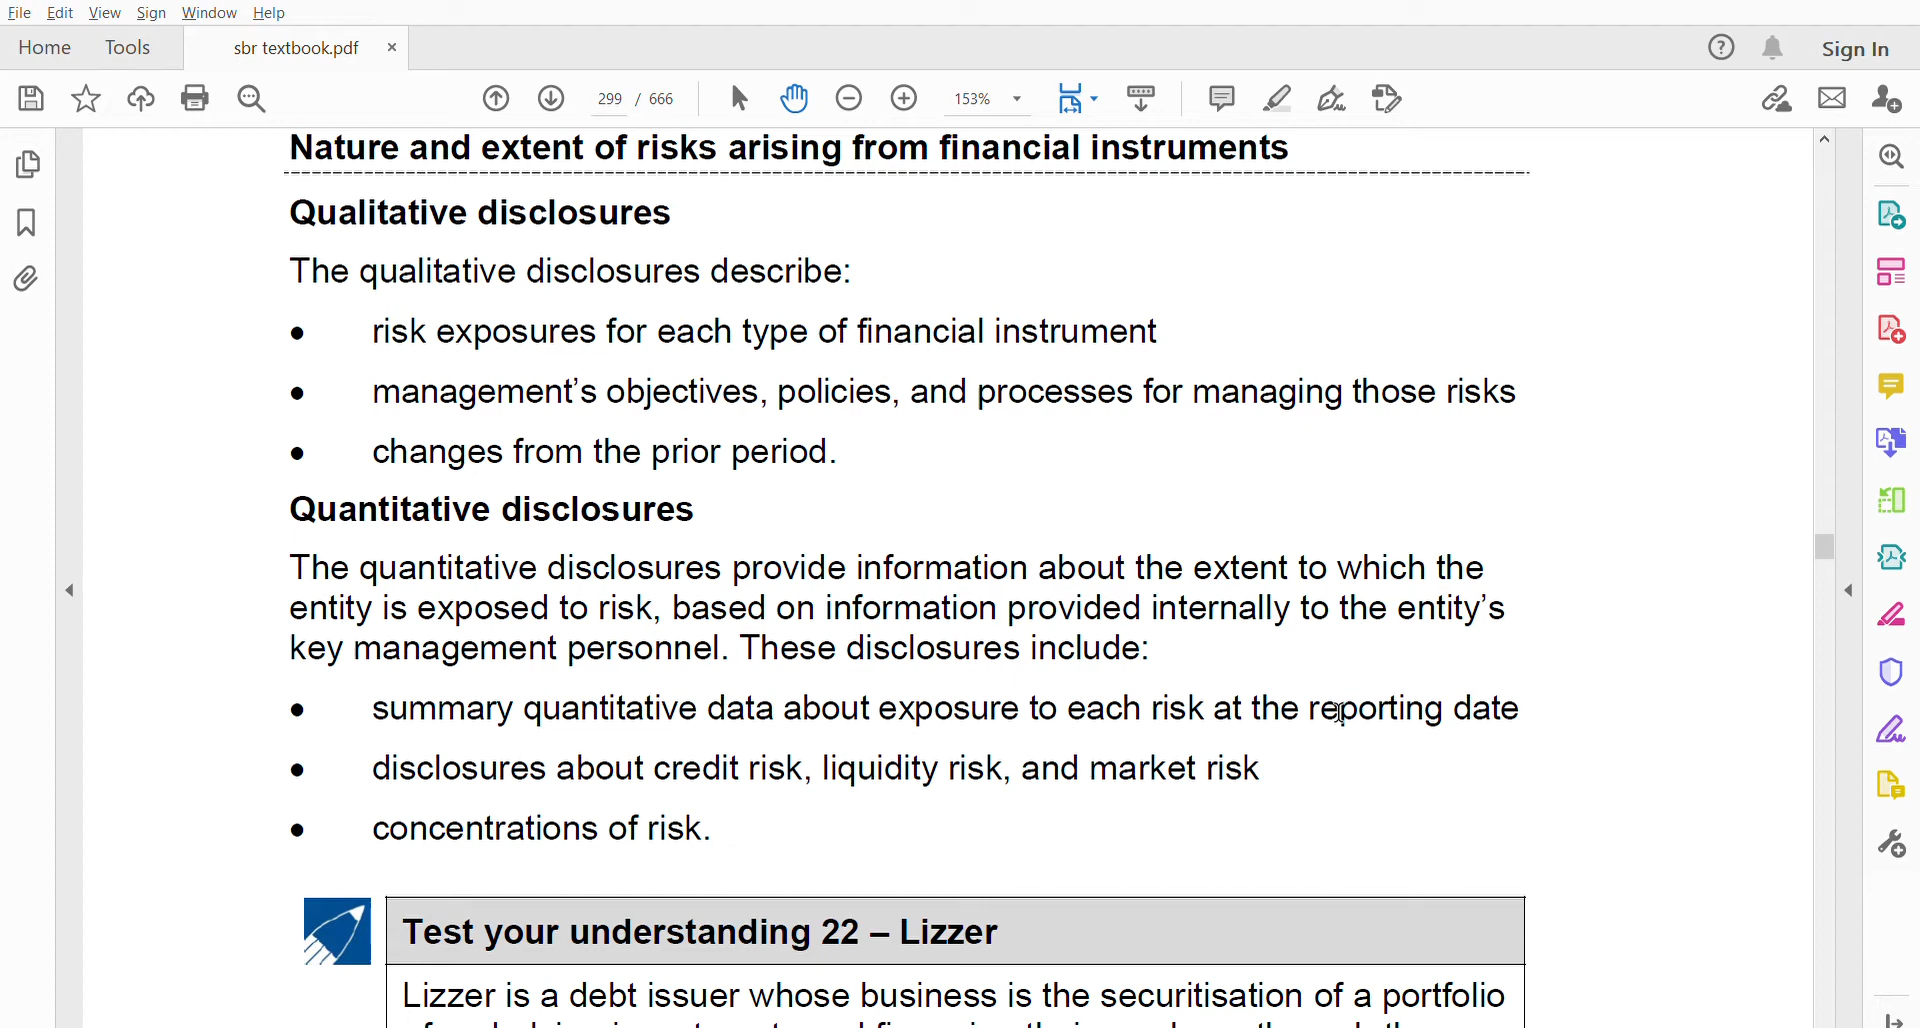 File Edit View Sign Window Help
Home Tools sbr textbook.pdf × Sign In
299 / 666 153%
Nature and extent of risks arising from financial instruments
Qualitative disclosures
The qualitative disclosures describe:
• risk exposures for each type of financial instrument
• management’s objectives, policies, and processes for managing those risks
• changes from the prior period.
Quantitative disclosures
The quantitative disclosures provide information about the extent to which the
entity is exposed to risk, based on information provided internally to the entity’s
key management personnel. These disclosures include:
• summary quantitative data about exposure to each risk at the reporting date
• disclosures about credit risk, liquidity risk, and market risk
• concentrations of risk.
Test your understanding 22 – Lizzer
Lizzer is a debt issuer whose business is the securitisation of a portfolio